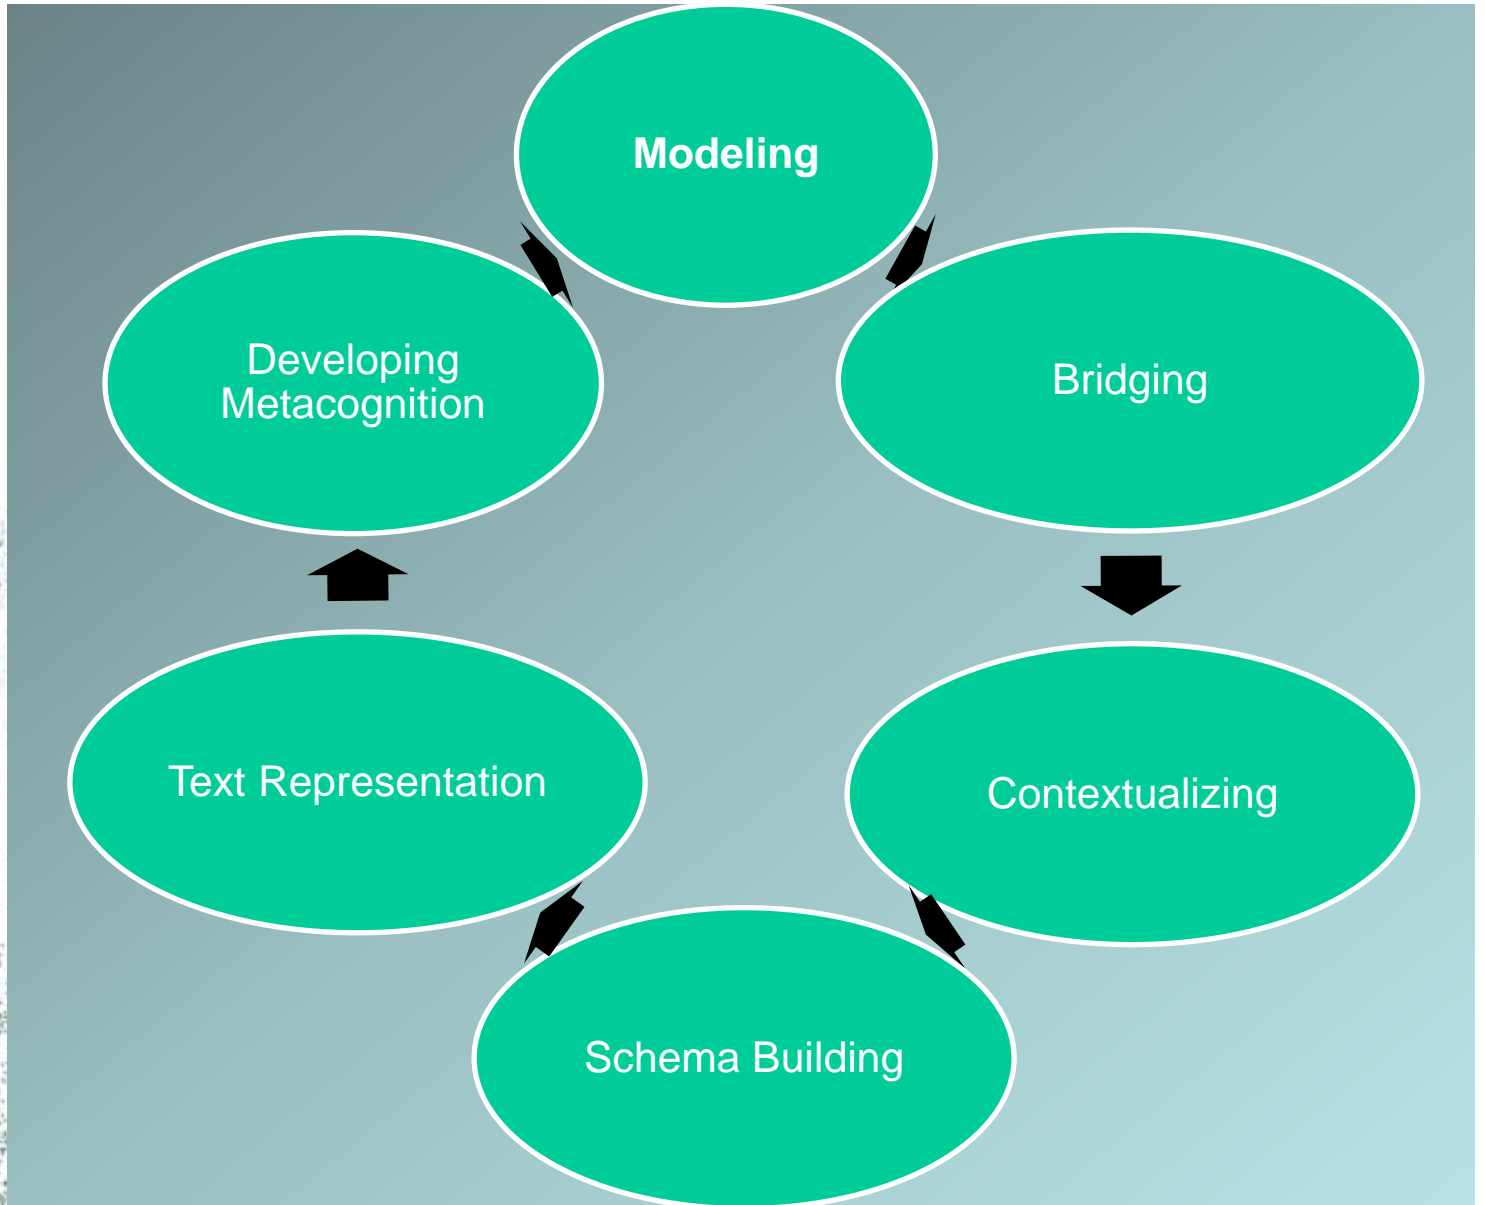 Modeling
Bridging
Contextualizing
Schema Building
Text Representation
Developing
Metacognition